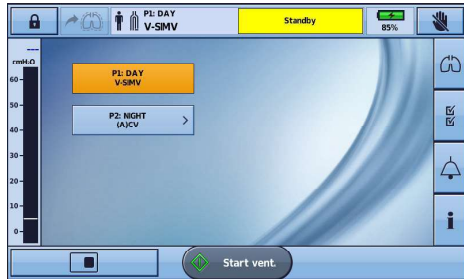 P1: DAY
V-SIMV
Standby
85%
---
cmH2O
60
50
40
30
20
10
0
P1: DAY
V-SIMV
P2: NIGHT
(A)CV
Start vent.